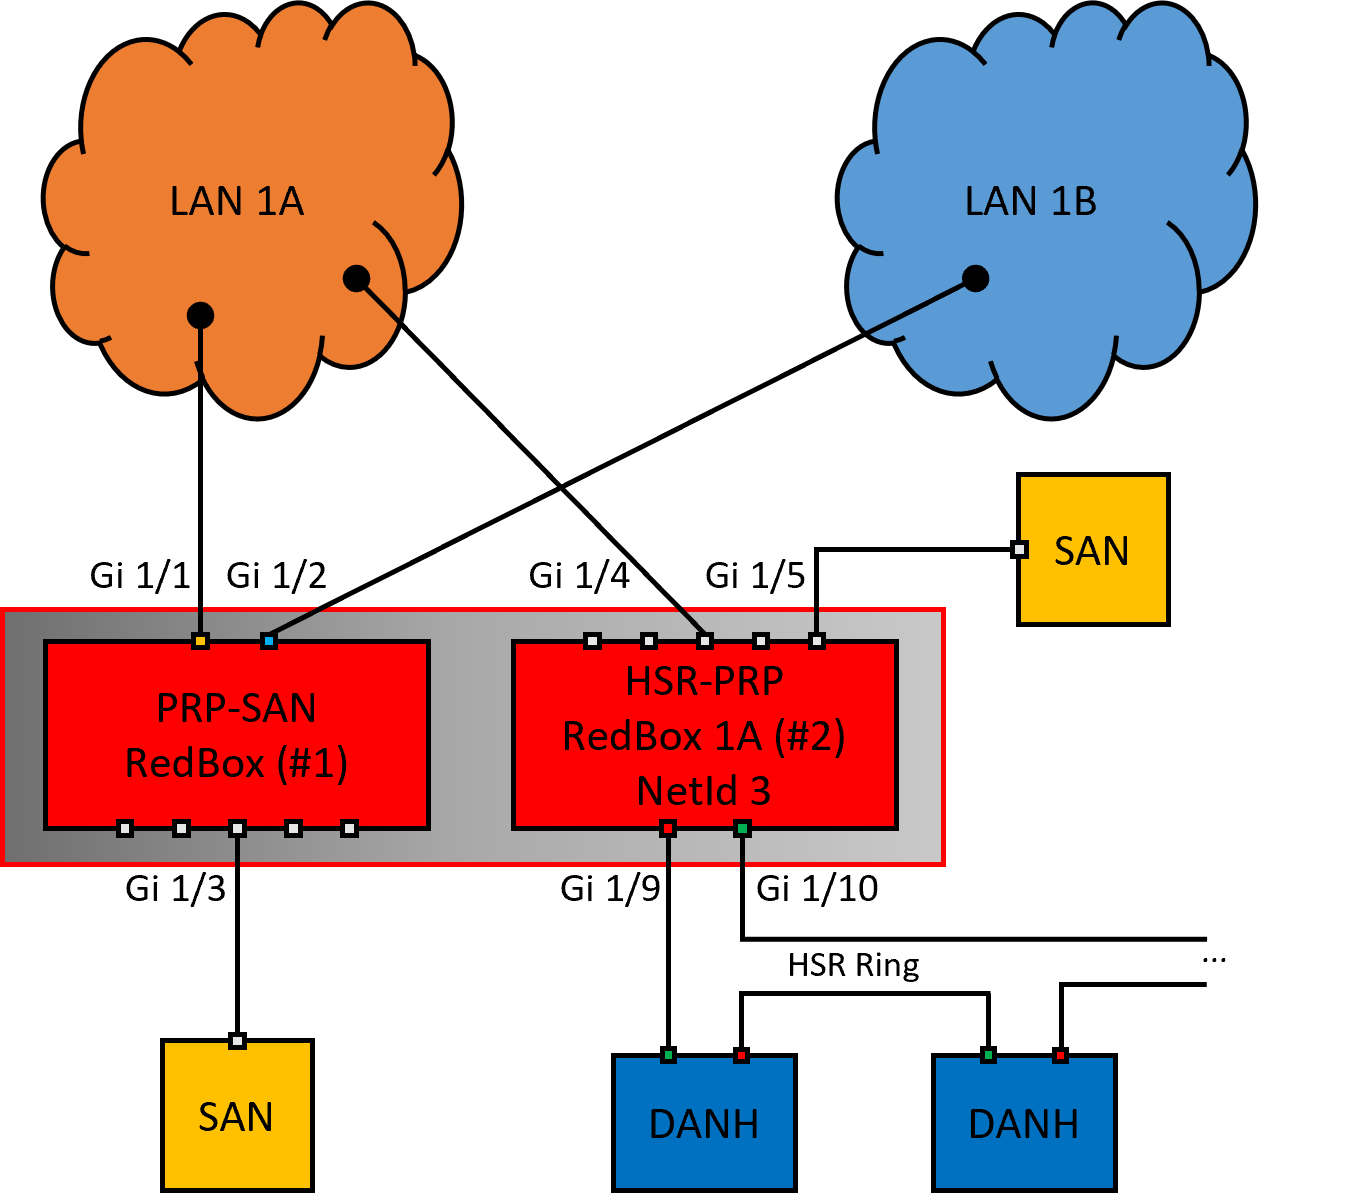 LAN 1A
LAN 1B
SAN
Gi 1/1
Gi 1/2
Gi 1/4
Gi 1/5
PRP-SAN
RedBox (#1)
HSR-PRP
RedBox 1A (#2)
NetId 3
Gi 1/3
Gi 1/9
Gi 1/10
HSR Ring
...
SAN
DANH
DANH